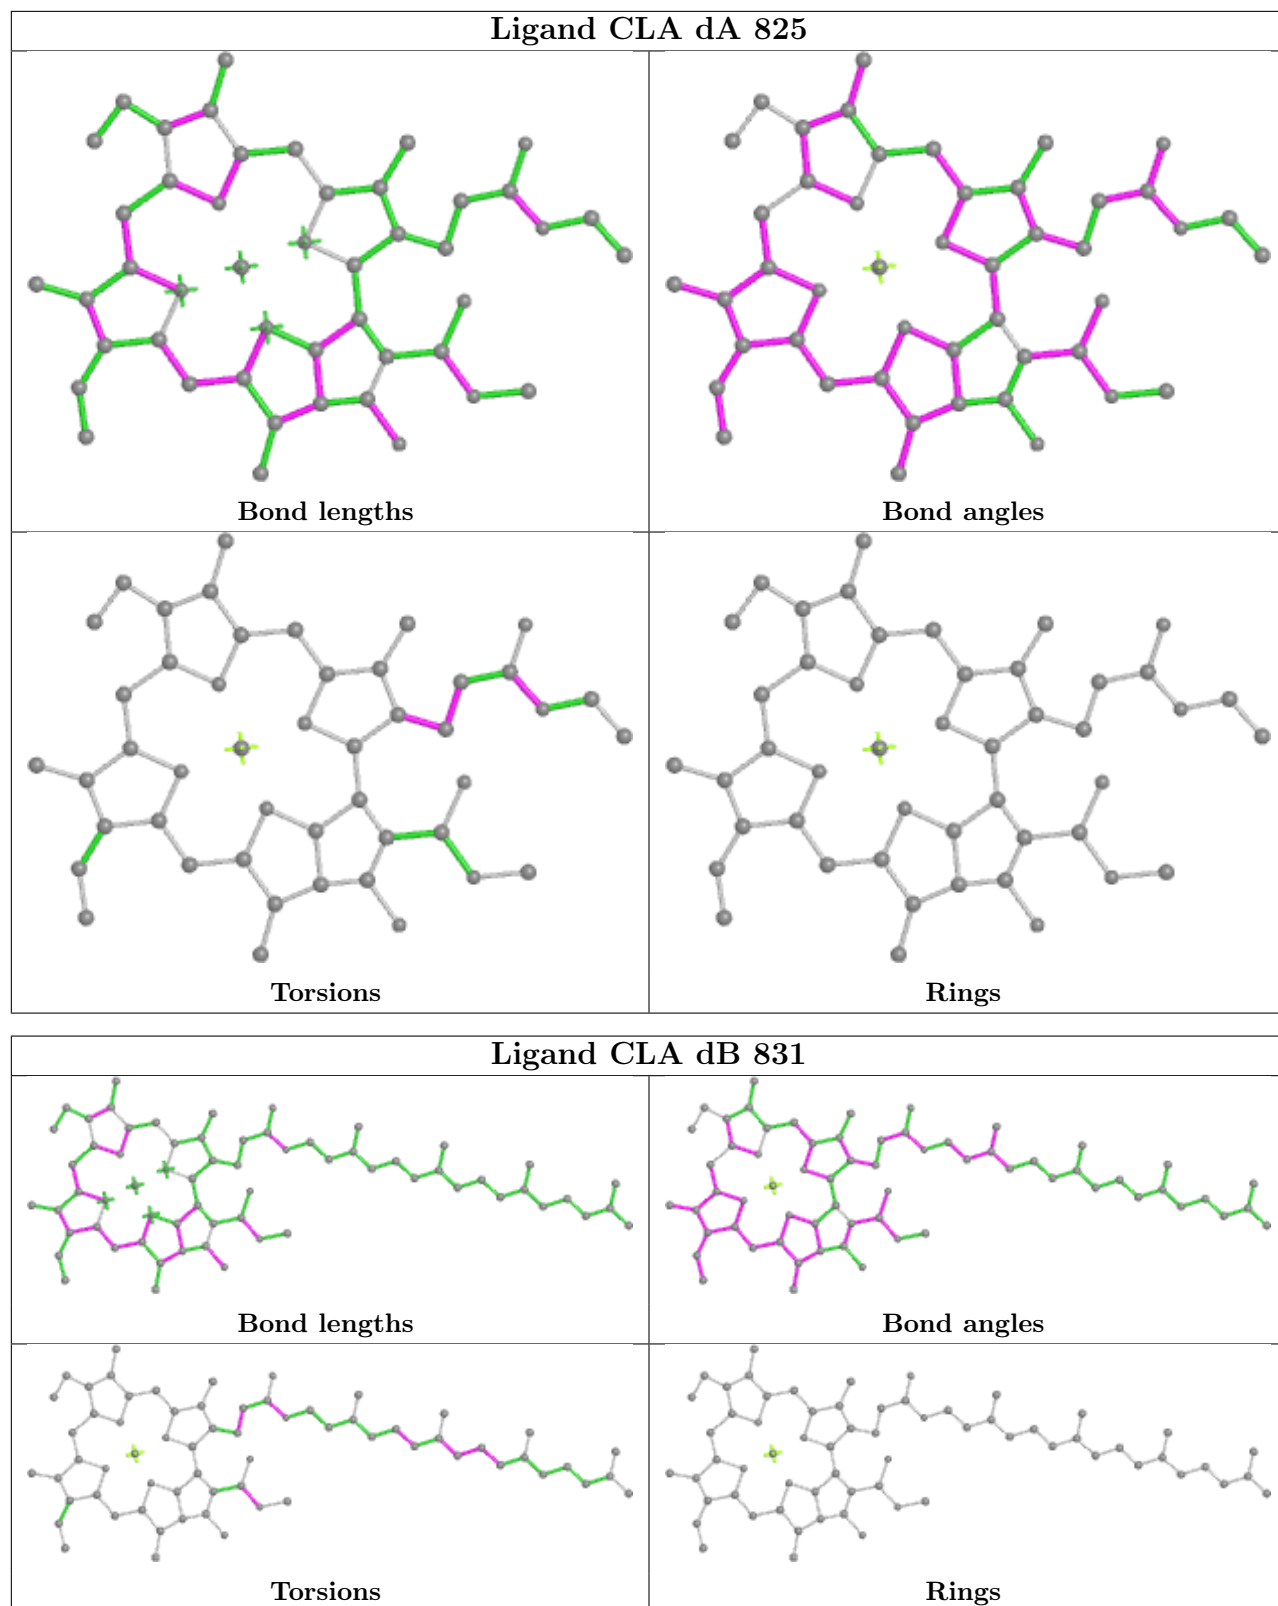 Ligand CLA dA 825
Bond lengths
Bond angles
Torsions
Rings
Ligand CLA dB 831
Bond lengths
Bond angles
Torsions
Rings